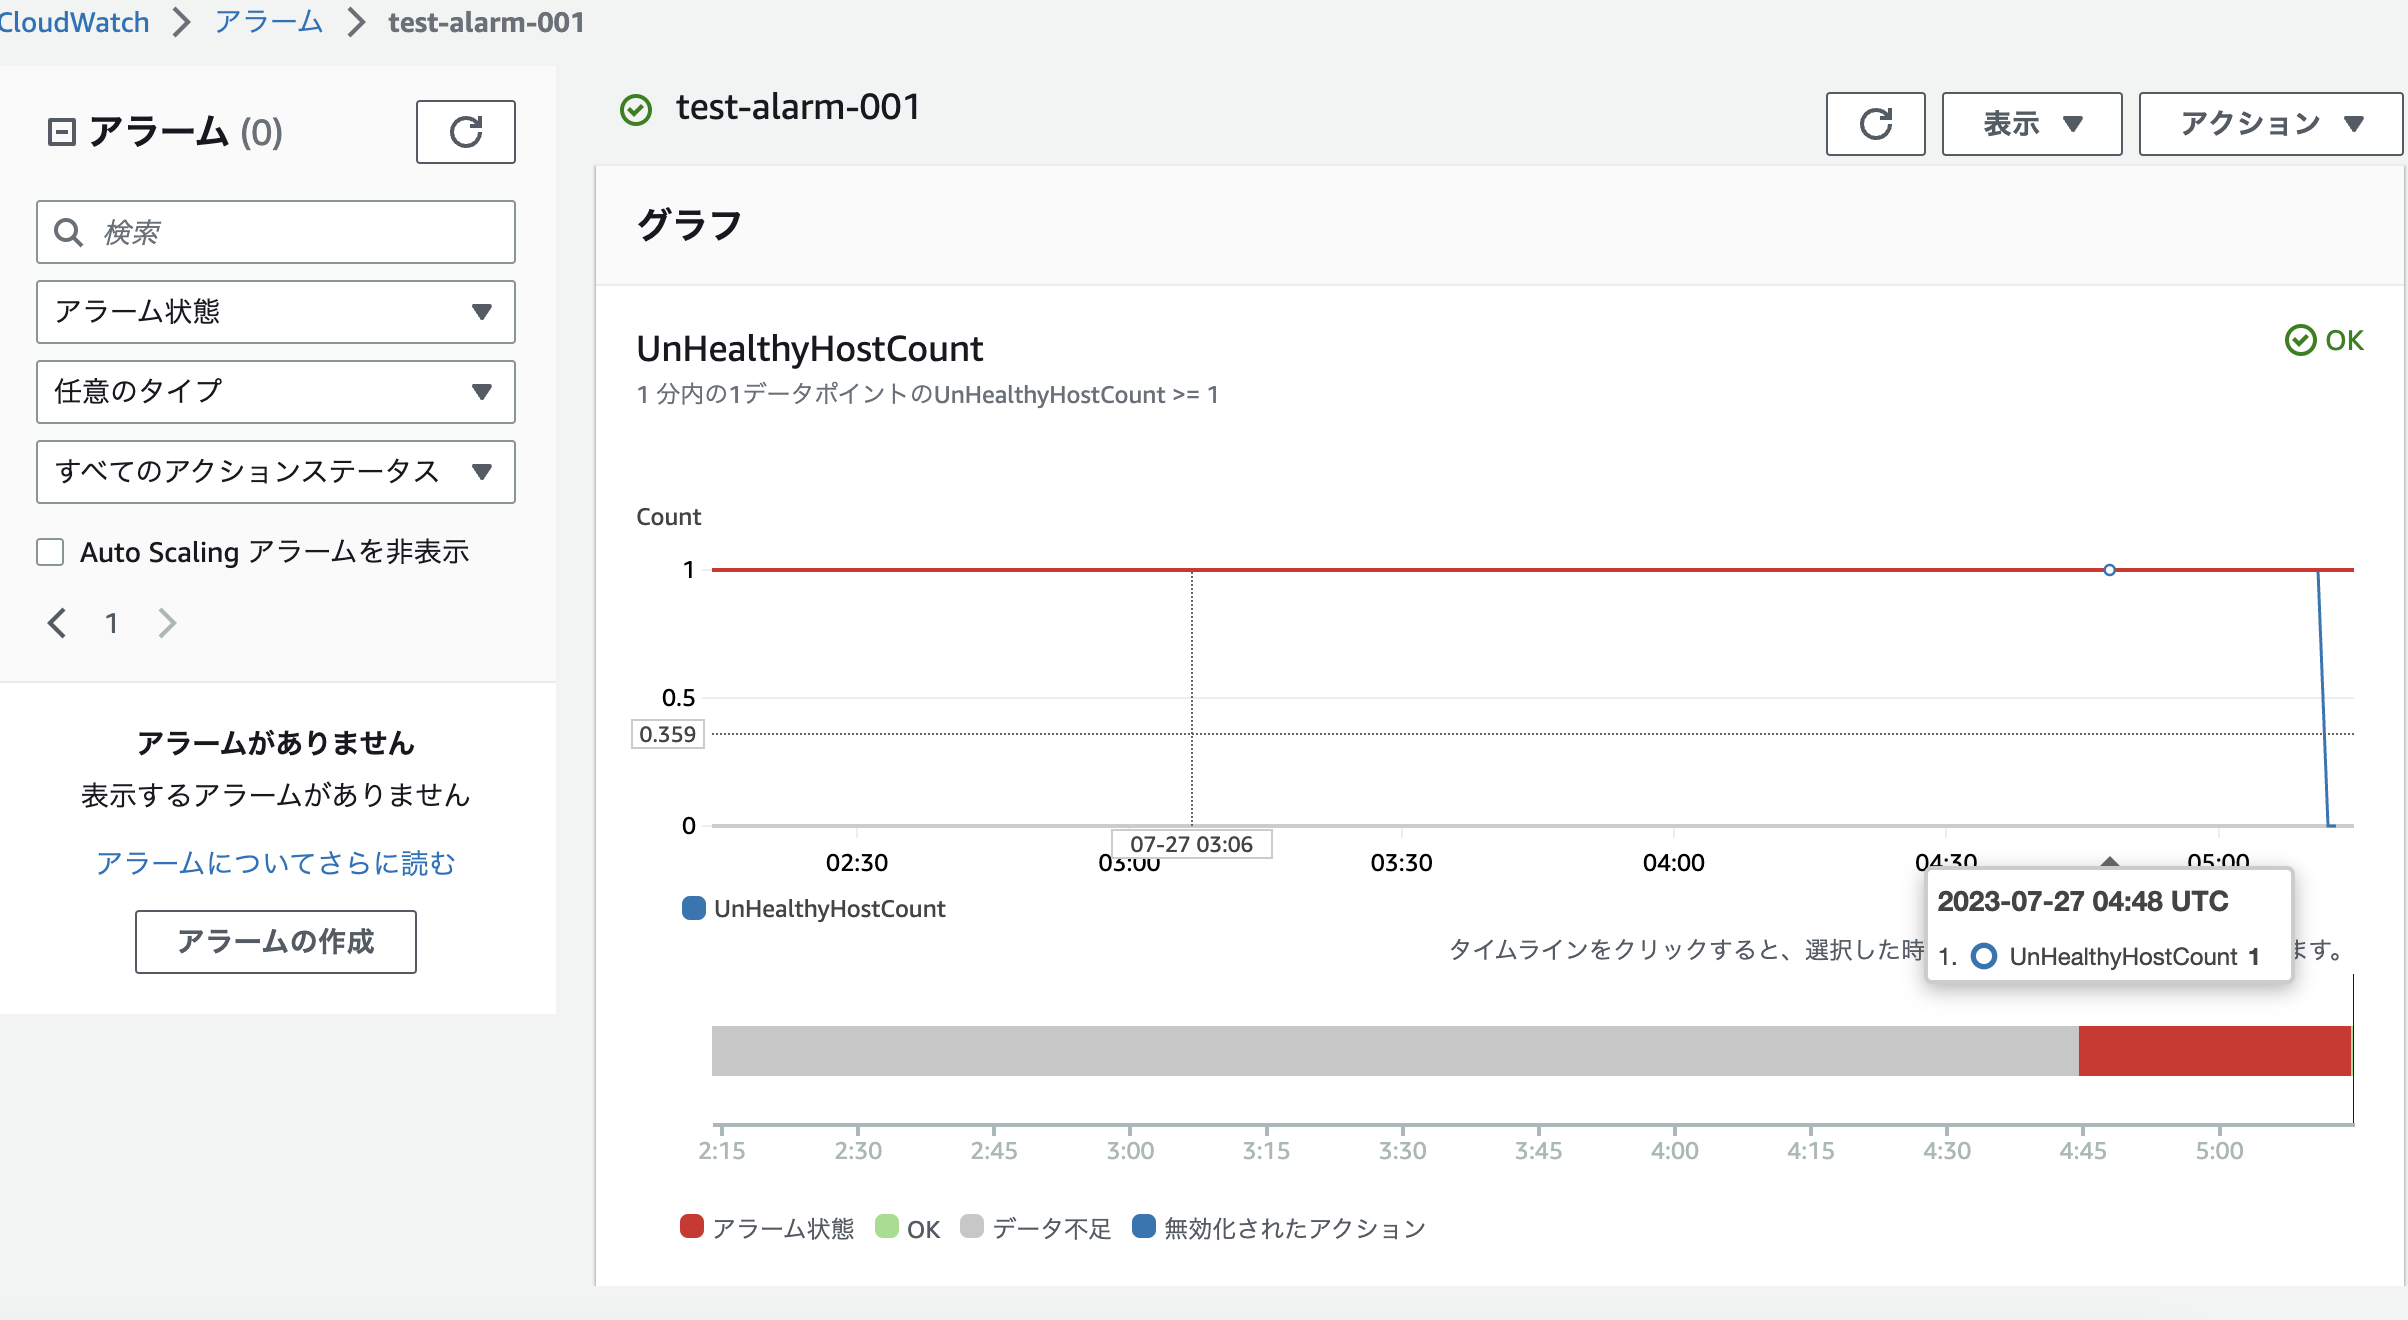 CloudWatch > アラーム > test-alarm-001
アラーム (0)
検索
アラーム状態
任意のタイプ
すべてのアクションステータス
Auto Scaling アラームを非表示
1
アラームがありません
表示するアラームがありません
アラームについてさらに読む
アラームの作成
test-alarm-001
表示
アクション
グラフ
UnHealthyHostCount
OK
1 分内の1データポイントのUnHealthyHostCount >= 1
Count
1
0.5
0.359
0
07-27 03:06
02:30 03:00 03:30 04:00 04:30 05:00
UnHealthyHostCount
2023-07-27 04:48 UTC
1. UnHealthyHostCount 1
タイムラインをクリックすると、選択した時 ます。
2:15 2:30 2:45 3:00 3:15 3:30 3:45 4:00 4:15 4:30 4:45 5:00
アラーム状態 OK データ不足 無効化されたアクション